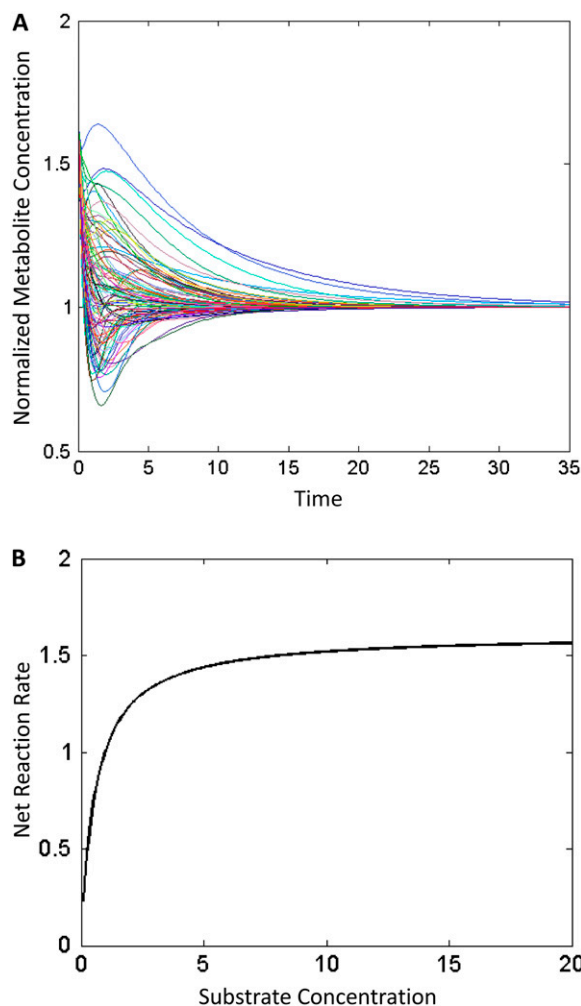 A
2
1.5
1
0.5
Normalized Metabolite Concentration
0 5 10 15 20 25 30 35
Time
B
2
1.5
1
0.5
0
Net Reaction Rate
0 5 10 15 20
Substrate Concentration